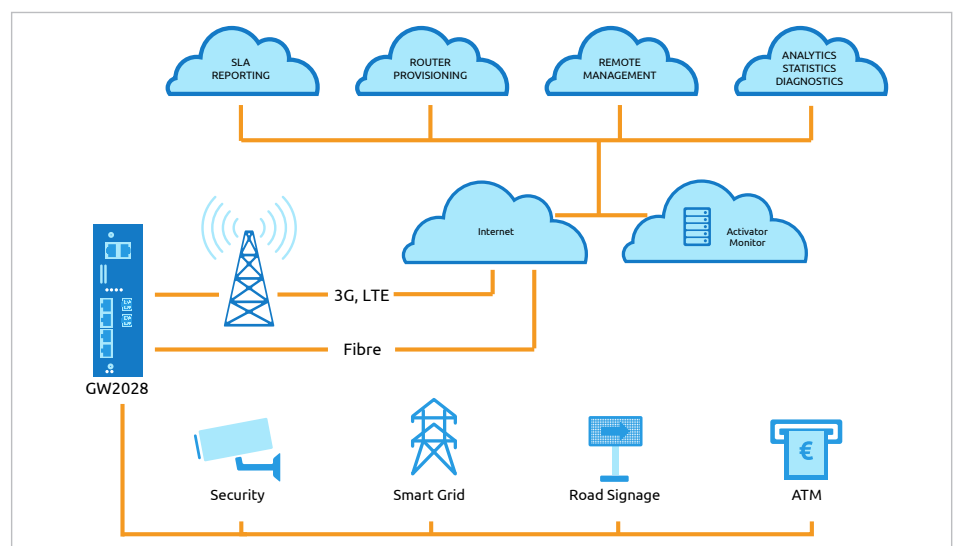 SLA
REPORTING
ROUTER
PROVISIONING
REMOTE
MANAGEMENT
ANALYTICS
STATISTICS
DIAGNOSTICS
Internet
Activator
Monitor
3G, LTE
Fibre
GW2028
Security
Smart Grid
Road Signage
€
ATM